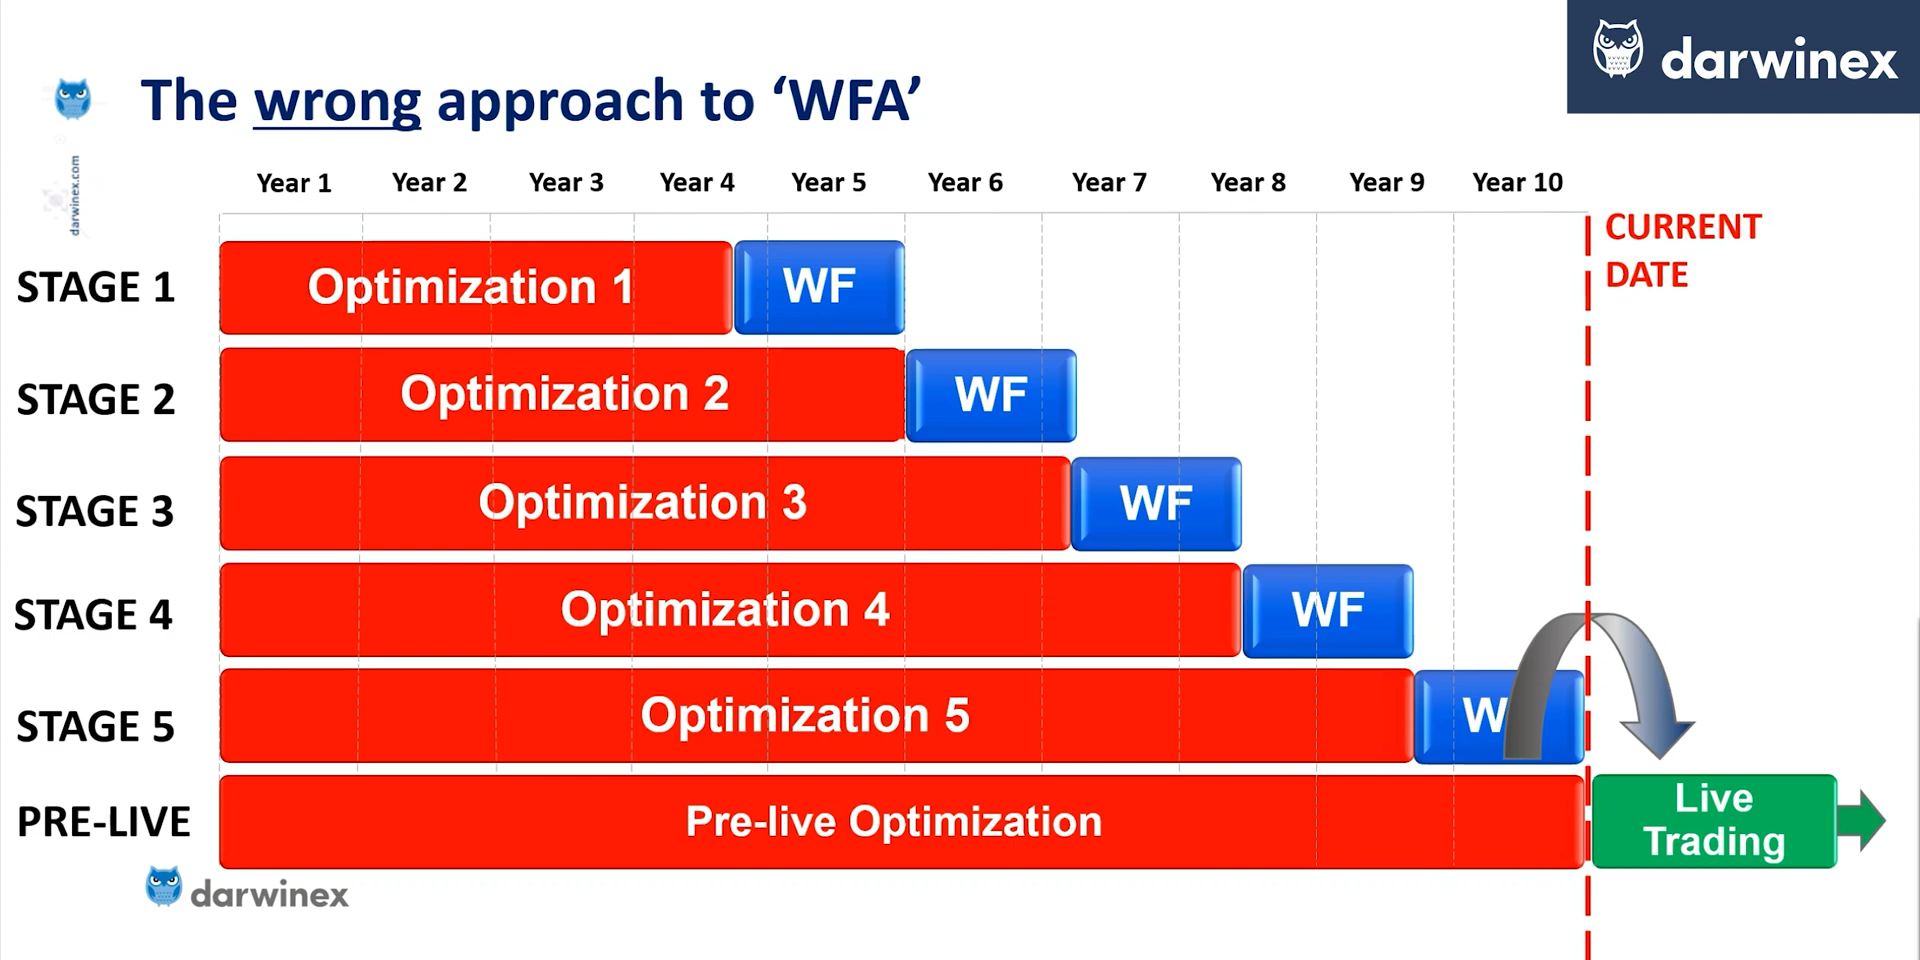 darwinex
The wrong approach to ‘WFA’
darwinex.com
Year 1 Year 2 Year 3 Year 4 Year 5 Year 6 Year 7 Year 8 Year 9 Year 10
CURRENT
DATE
STAGE 1 Optimization 1 WF
STAGE 2 Optimization 2 WF
STAGE 3 Optimization 3 WF
STAGE 4 Optimization 4 WF
STAGE 5 Optimization 5 W
PRE-LIVE Pre-live Optimization Live
Trading
darwinex